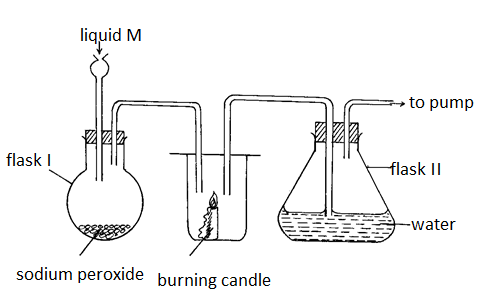 liquid M
to pump
flask I
flask II
water
sodium peroxide
burning candle